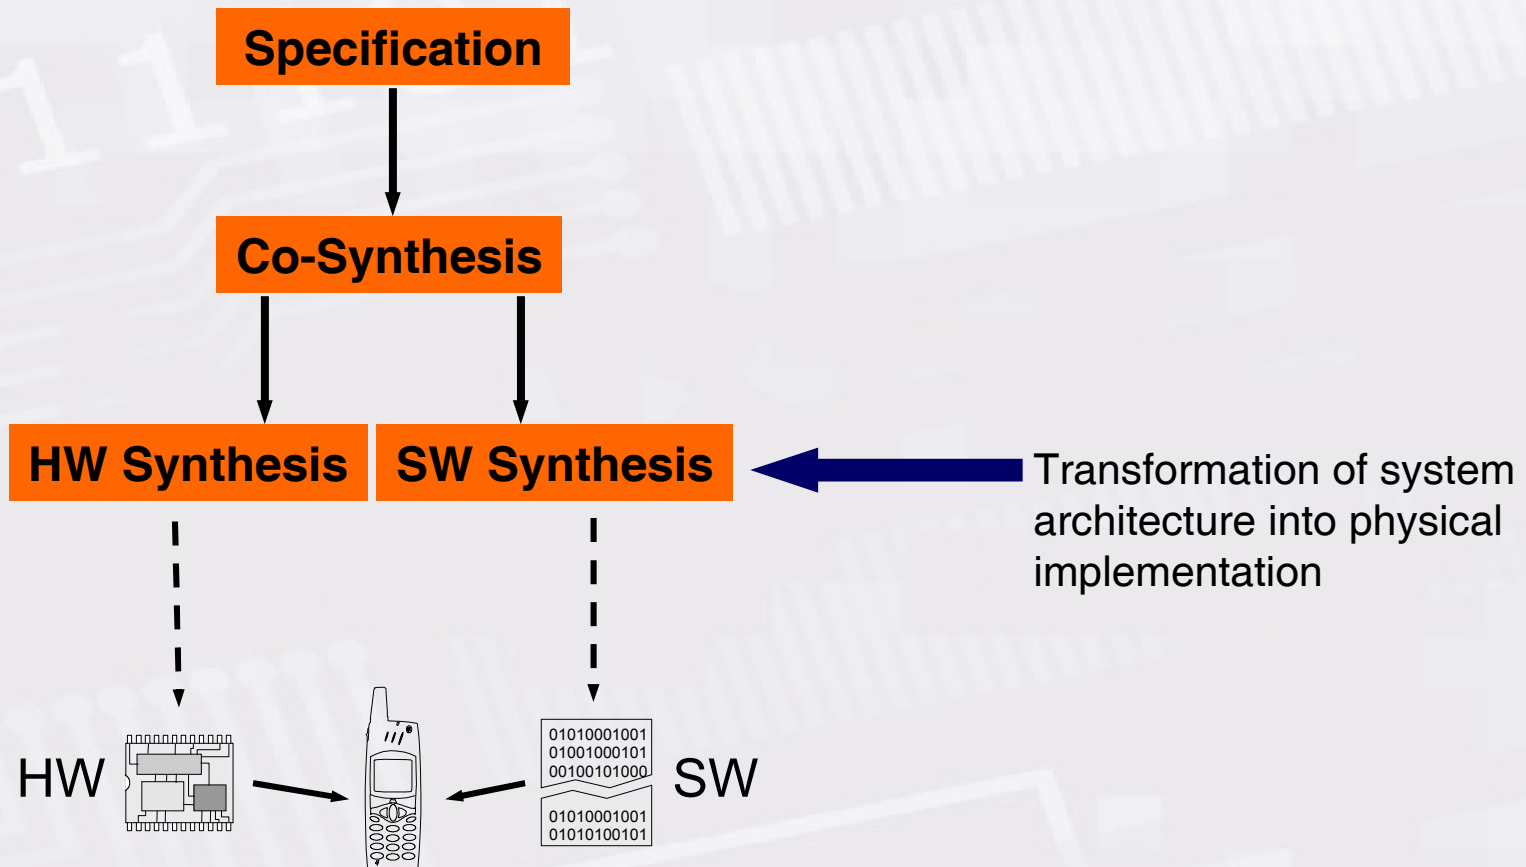 Specification
Co-Synthesis
HW Synthesis
SW Synthesis
Transformation of system
architecture into physical
implementation
HW
01010001001
01001000101
00100101000
01010001001
01010100101
SW